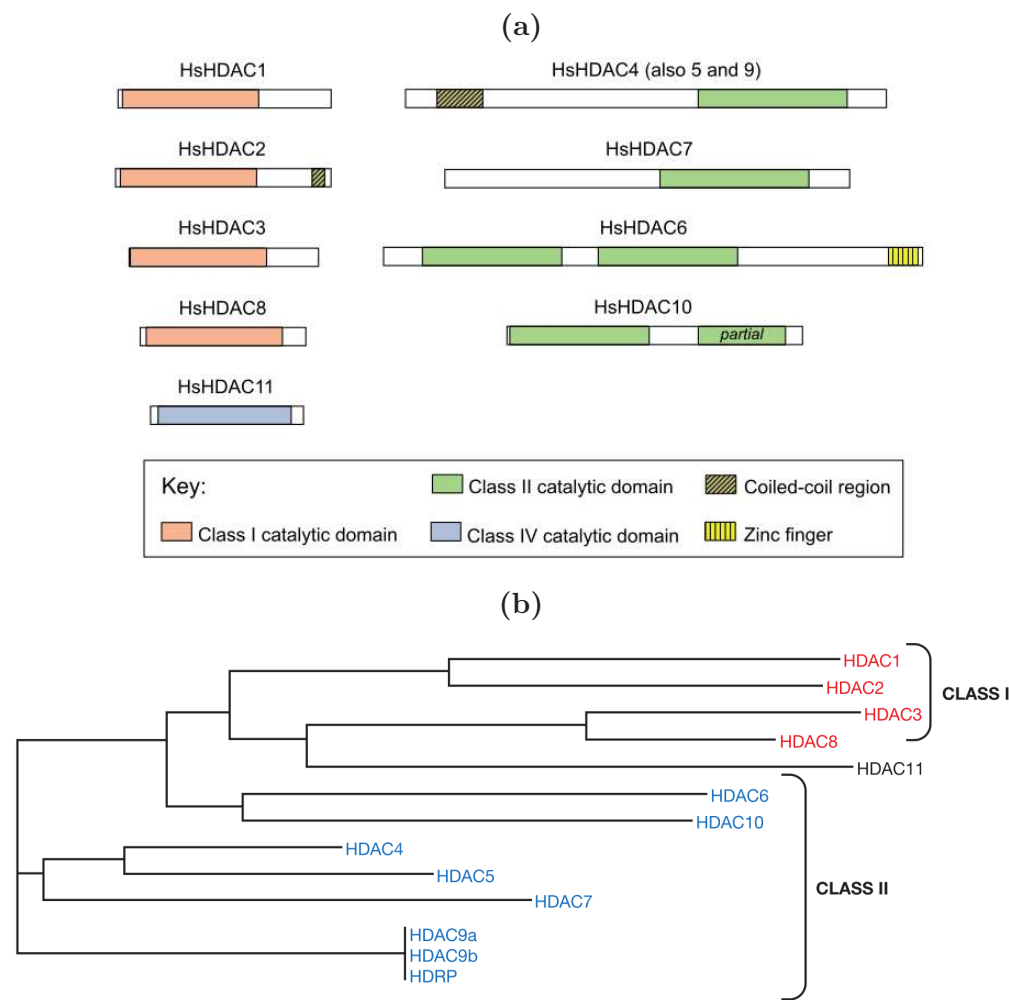 (a)
HsHDAC1
HsHDAC4 (also 5 and 9)
HsHDAC2
HsHDAC7
HsHDAC3
HsHDAC6
HsHDAC8
HsHDAC10
partial
HsHDAC11
Key:
Class II catalytic domain
Coiled-coil region
Class I catalytic domain
Class IV catalytic domain
Zinc finger
(b)
HDAC1
HDAC2
CLASS I
HDAC3
HDAC8
HDAC11
HDAC6
HDAC10
HDAC4
HDAC5
CLASS II
HDAC7
HDAC9a
HDAC9b
HDRP